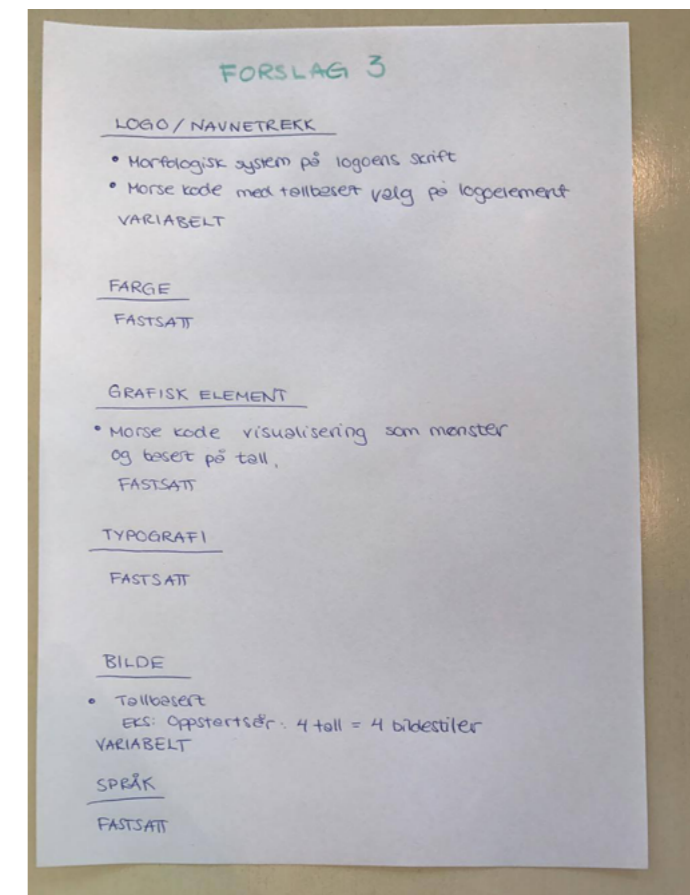 FORSLAG 3
LOGO / NAVNETREKK
• Morfologisk system på logoens skrift
• Morse kode med tallbasert valg på logoelement
VARIABELT
FARGE
FASTSATT
GRAFISK ELEMENT
• Morse kode visualisering som mønster
og basert på tall.
FASTSATT
TYPOGRAFI
FASTSATT
BILDE
• Tallbasert
EKS: Oppstartsår: 4 tall = 4 bildestiler
VARIABELT
SPRÅK
FASTSATT